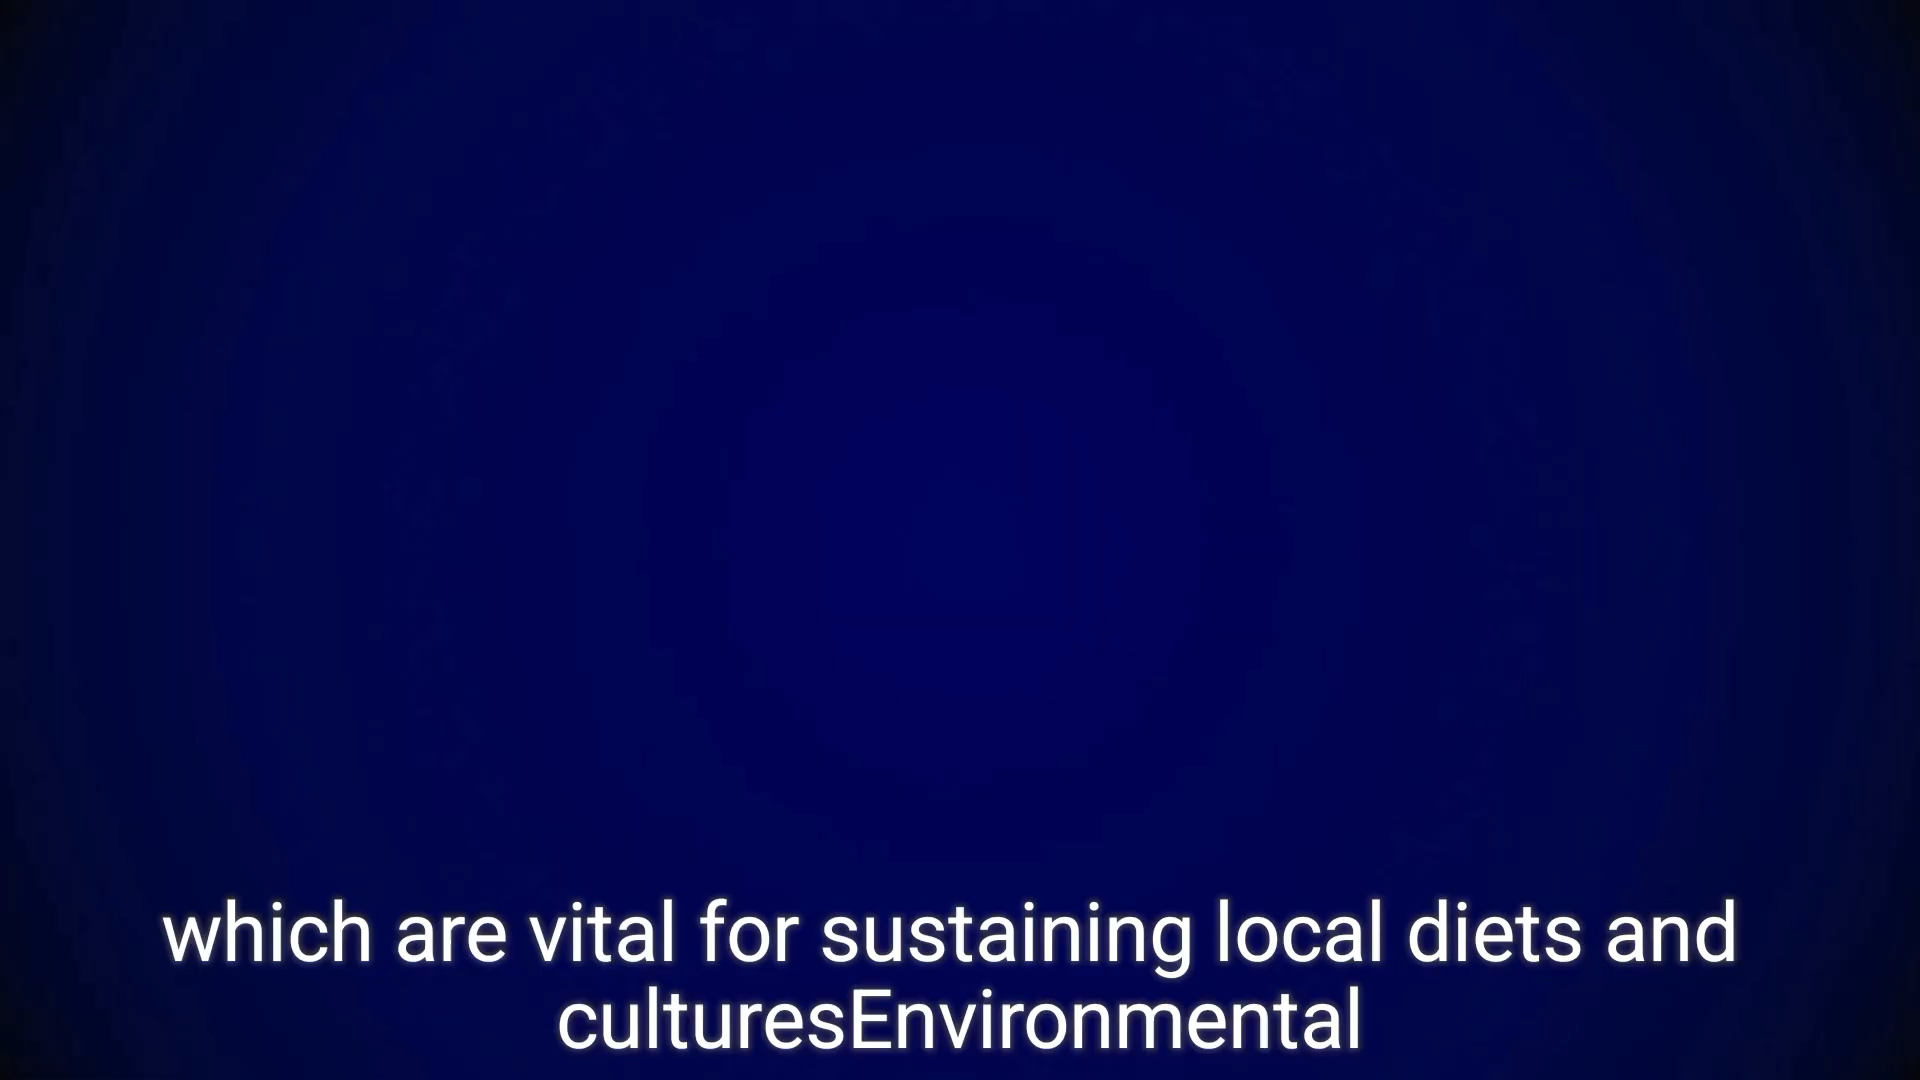 which are vital for sustaining local diets and
culturesEnvironmental